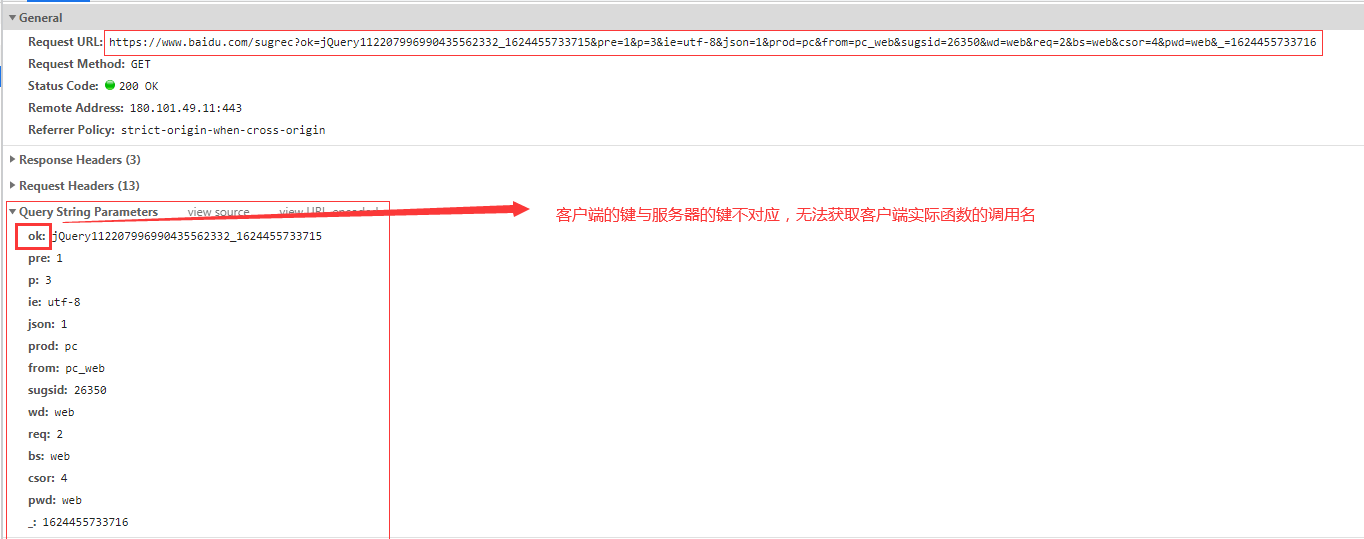 General
Request URL: https://www.baidu.com/sugrec?ok=jQuery112207996990435562332_1624455733715&pre=1&p=3&ie=utf-8&json=1&prod=pc&from=pc_web&sugsid=26350&wd=web&req=2&bs=web&csor=4&pwd=web&_=1624455733716
Request Method: GET
Status Code: 200 OK
Remote Address: 180.101.49.11:443
Referrer Policy: strict-origin-when-cross-origin
Response Headers (3)
Request Headers (13)
Query String Parameters view source view URL encoded
客户端的键与服务器的键不对应，无法获取客户端实际函数的调用名
ok: jQuery112207996990435562332_1624455733715
pre: 1
p: 3
ie: utf-8
json: 1
prod: pc
from: pc_web
sugsid: 26350
wd: web
req: 2
bs: web
csor: 4
pwd: web
_: 1624455733716